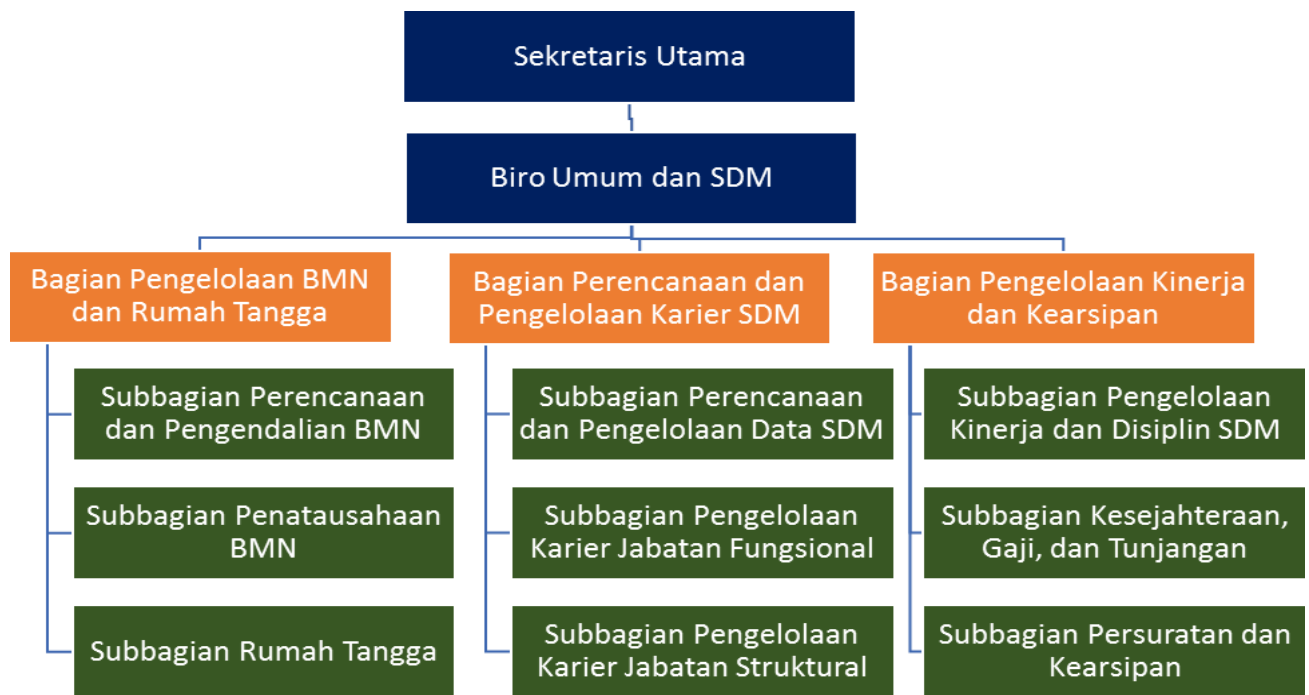 Sekretaris Utama
Biro Umum dan SDM
Bagian Pengelolaan BMN
dan Rumah Tangga
Bagian Perencanaan dan
Pengelolaan Karier SDM
Bagian Pengelolaan Kinerja
dan Kearsipan
Subbagian Perencanaan
dan Pengendalian BMN
Subbagian Penatausahaan
BMN
Subbagian Rumah Tangga
Subbagian Perencanaan
dan Pengelolaan Data SDM
Subbagian Pengelolaan
Karier Jabatan Fungsional
Subbagian Pengelolaan
Karier Jabatan Struktural
Subbagian Pengelolaan
Kinerja dan Disiplin SDM
Subbagian Kesejahteraan,
Gaji, dan Tunjangan
Subbagian Persuratan dan
Kearsipan